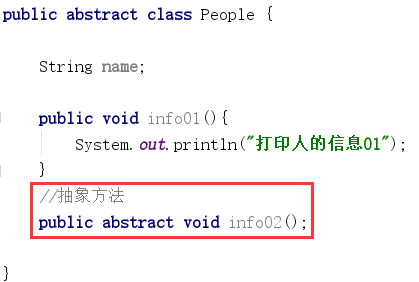 public abstract class People {
String name;
public void info01(){
System.out.println("打印人的信息01");
}
//抽象方法
public abstract void info02();
}